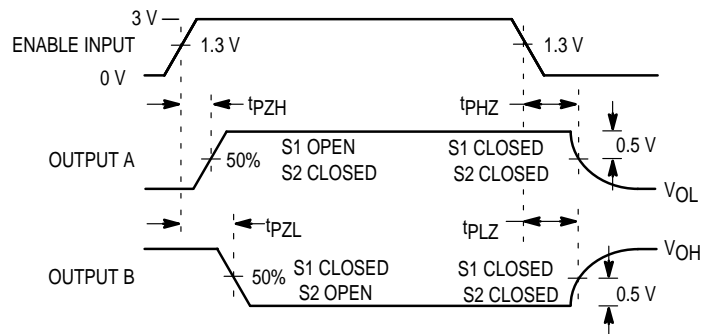 3 V
ENABLE INPUT
1.3 V
1.3 V
0 V
tPZH
tPHZ
OUTPUT A
50%
S1 OPEN
S2 CLOSED
S1 CLOSED
S2 CLOSED
0.5 V
VOL
tPZL
tPLZ
VOH
OUTPUT B
50%
S1 CLOSED
S2 OPEN
S1 CLOSED
S2 CLOSED
0.5 V